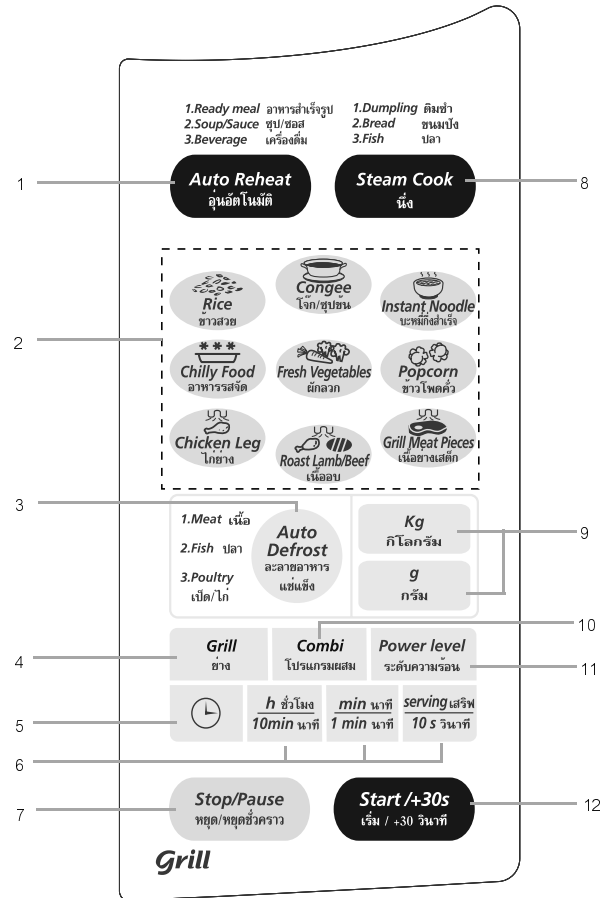 1.Ready meal อาหารสำเร็จรูป
2.Soup/Sauce ซุป/ซอส
3.Beverage เครื่องดื่ม
1.Dumpling ติมซำ
2.Bread ขนมปัง
3.Fish ปลา
1
Auto Reheat
อุ่นอัตโนมัติ
Steam Cook
นึ่ง
8
2
Rice
ข้าวสวย
Congee
โจ๊ก/ซุปข้น
Instant Noodle
บะหมี่กึ่งสำเร็จ
Chilly Food
อาหารรสจัด
Fresh Vegetables
ผักลวก
Popcorn
ข้าวโพดคั่ว
Chicken Leg
ไก่ย่าง
Roast Lamb/Beef
เนื้ออบ
Grill Meat Pieces
เนื้อย่างเสต็ก
3
1.Meat เนื้อ
2.Fish ปลา
3.Poultry
เป็ด/ไก่
Auto
Defrost
ละลายอาหาร
แช่แข็ง
Kg
กิโลกรัม
g
กรัม
9
10
4
Grill
ย่าง
Combi
โปรแกรมผสม
Power level
ระดับความร้อน
11
5
h ชั่วโมง
10min นาที
min นาที
1 min นาที
serving เสริฟ
10 s วินาที
6
7
Stop/Pause
หยุด/หยุดชั่วคราว
Start/+30s
เริ่ม / +30 วินาที
12
Grill